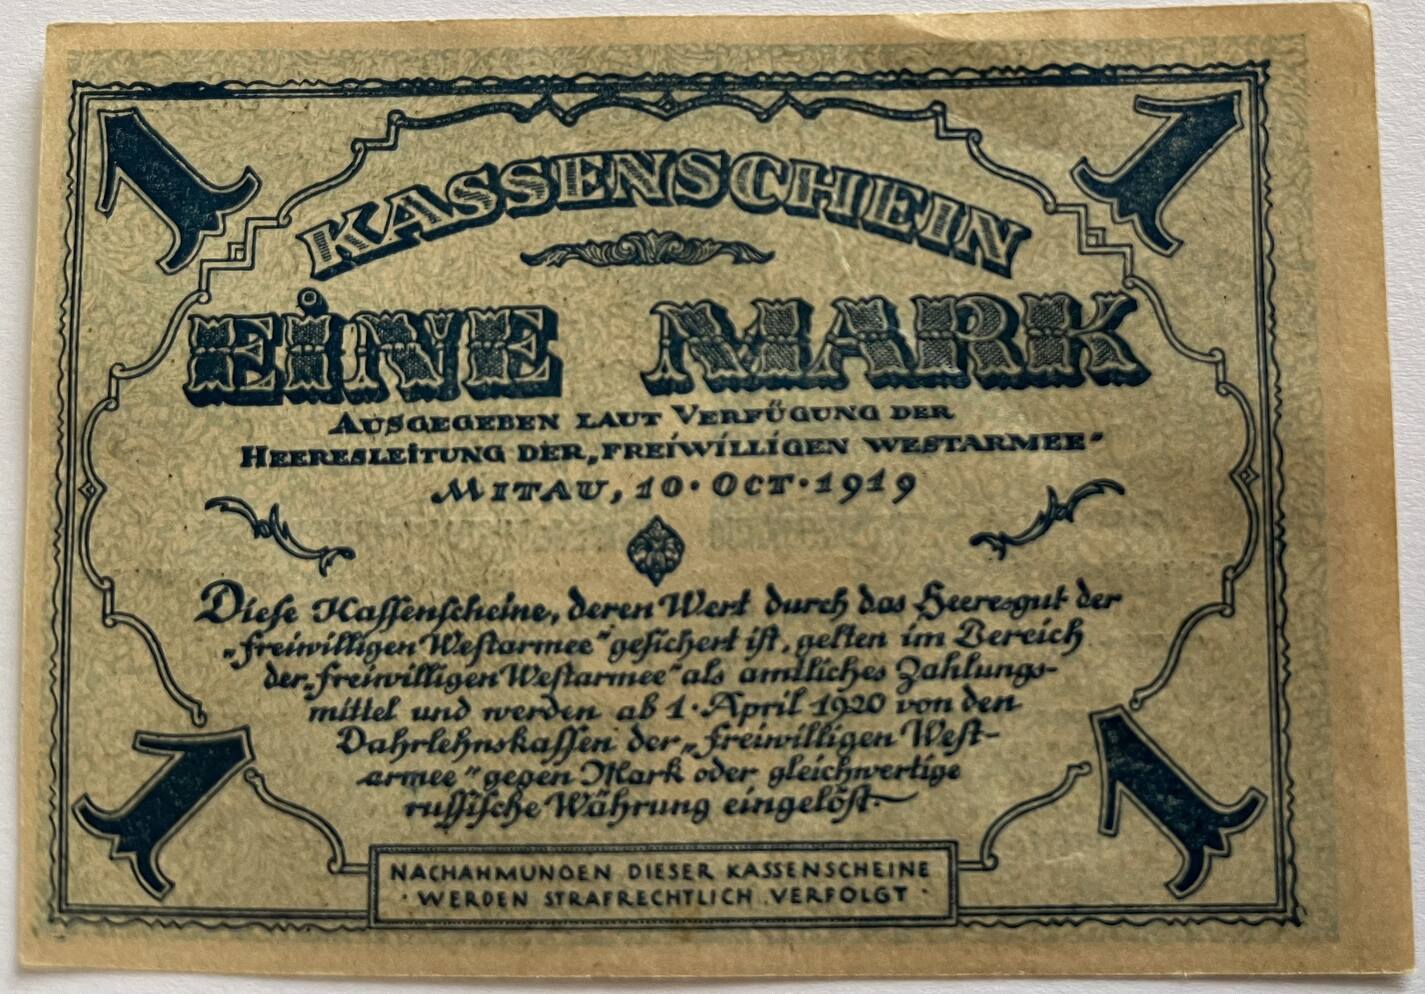 1 1
KASSENSCHEIN
EINE MARK
AUSGEGEBEN LAUT VERFÜGUNG DER
HEERESLEITUNG DER „FREIWILLIGEN WESTARMEE"
MITAU, 10·OCT·1919
Diese Kassenscheine, deren Wert durch das Heeresgut der
„freiwilligen Westarmee" gesichert ist, gelten im Bereich
der „freiwilligen Westarmee" als amtliches Zahlungs-
mittel und werden ab 1·April 1920 von den
Dahrlehnskassen der „freiwilligen West-
armee" gegen Mark oder gleichwertige
russische Währung eingelöst.
1 1
NACHAHMUNGEN DIESER KASSENSCHEINE
· WERDEN STRAFRECHTLICH VERFOLGT ·